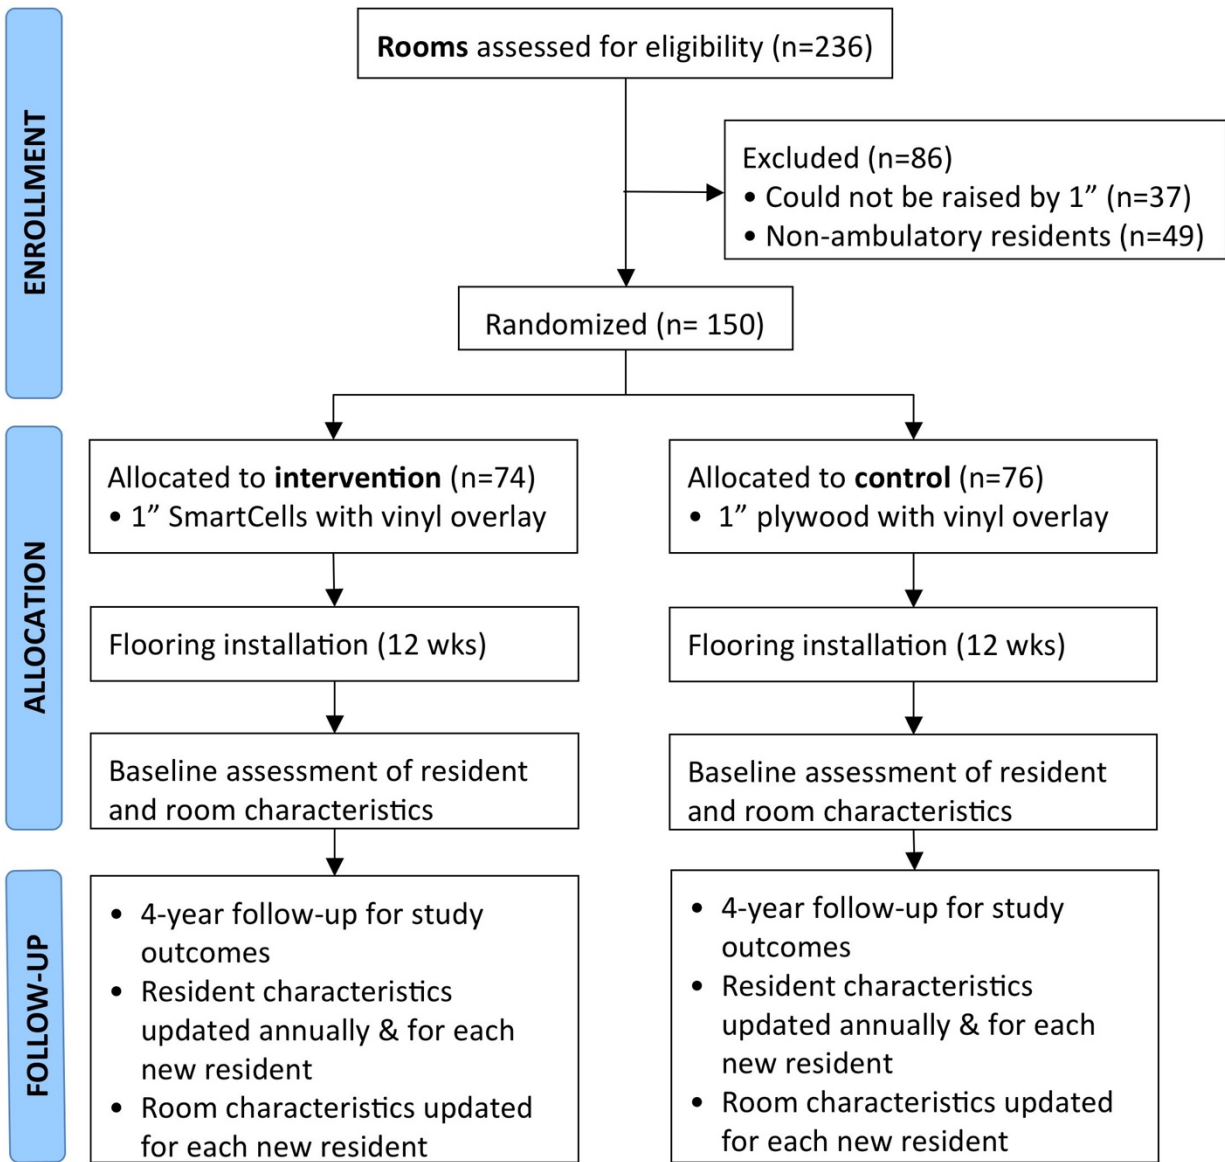 ENROLLMENT
Rooms assessed for eligibility (n=236)
Excluded (n=86)
• Could not be raised by 1” (n=37)
• Non-ambulatory residents (n=49)
Randomized (n= 150)
ALLOCATION
Allocated to intervention (n=74)
• 1” SmartCells with vinyl overlay
Allocated to control (n=76)
• 1” plywood with vinyl overlay
Flooring installation (12 wks)
Flooring installation (12 wks)
Baseline assessment of resident
and room characteristics
Baseline assessment of resident
and room characteristics
FOLLOW-UP
• 4-year follow-up for study
outcomes
• Resident characteristics
updated annually & for each
new resident
• Room characteristics updated
for each new resident
• 4-year follow-up for study
outcomes
• Resident characteristics
updated annually & for each
new resident
• Room characteristics updated
for each new resident